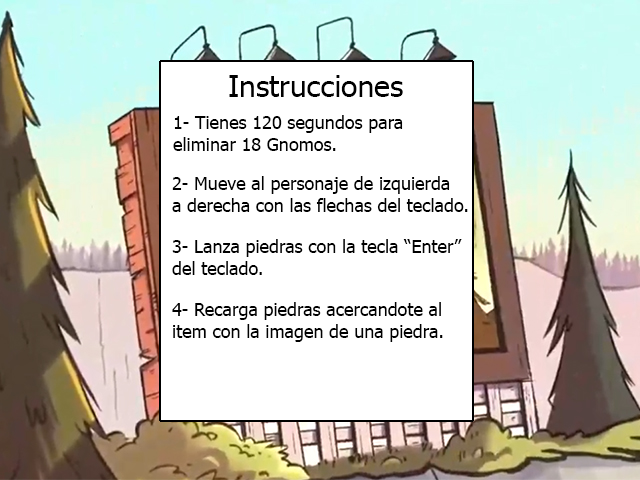 Instrucciones
1- Tienes 120 segundos para
eliminar 18 Gnomos.
2- Mueve al personaje de izquierda
a derecha con las flechas del teclado.
3- Lanza piedras con la tecla “Enter”
del teclado.
4- Recarga piedras acercandote al
item con la imagen de una piedra.